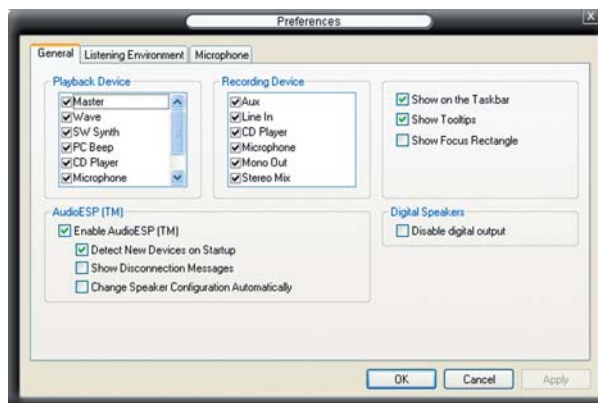 Preferences
X
General
Listening Environment
Microphone
Playback Device
Master
Wave
SW Synth
PC Beep
CD Player
Microphone
Recording Device
Aux
Line In
CD Player
Microphone
Mono Out
Stereo Mix
Show on the Taskbar
Show Tooltips
Show Focus Rectangle
AudioESP (TM)
Enable AudioESP (TM)
Detect New Devices on Startup
Show Disconnection Messages
Change Speaker Configuration Automatically
Digital Speakers
Disable digital output
OK
Cancel
Apply